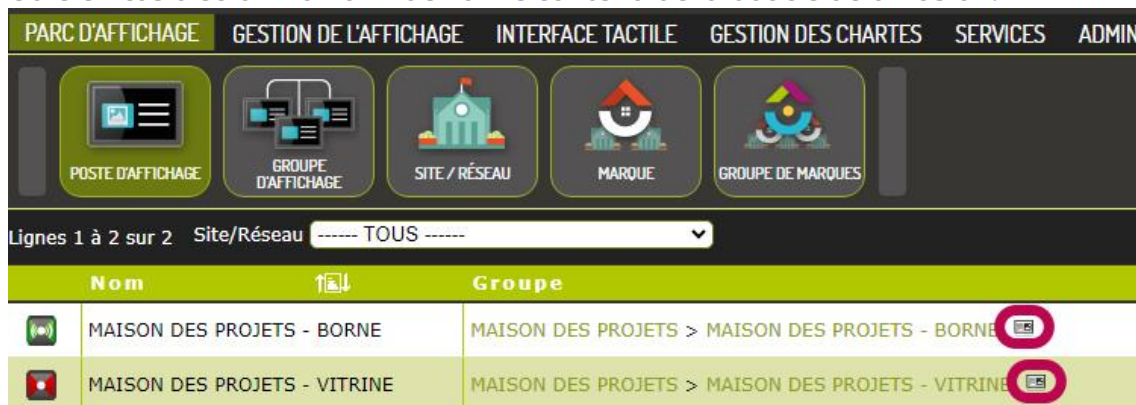 PARC D'AFFICHAGE GESTION DE L'AFFICHAGE INTERFACE TACTILE GESTION DES CHARTES SERVICES ADMIN
POSTE D'AFFICHAGE
GROUPE
D'AFFICHAGE
SITE / RÉSEAU
MARQUE
GROUPE DE MARQUES
Lignes 1 à 2 sur 2 Site/Réseau ------ TOUS ------
Nom Groupe
MAISON DES PROJETS - BORNE MAISON DES PROJETS > MAISON DES PROJETS - BORNE
MAISON DES PROJETS - VITRINE MAISON DES PROJETS > MAISON DES PROJETS - VITRINE